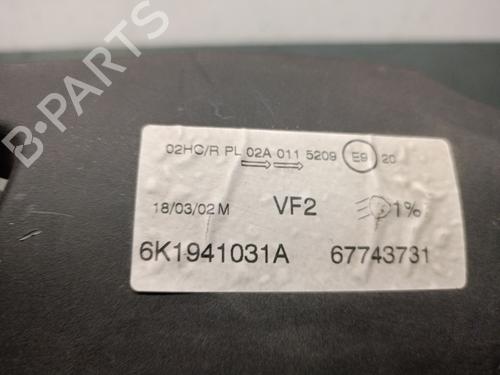 02HC/R PL 02A 011 5209 E9 20
18/03/02 M VF2 1%
6K1941031A 67743731
B-PARTS